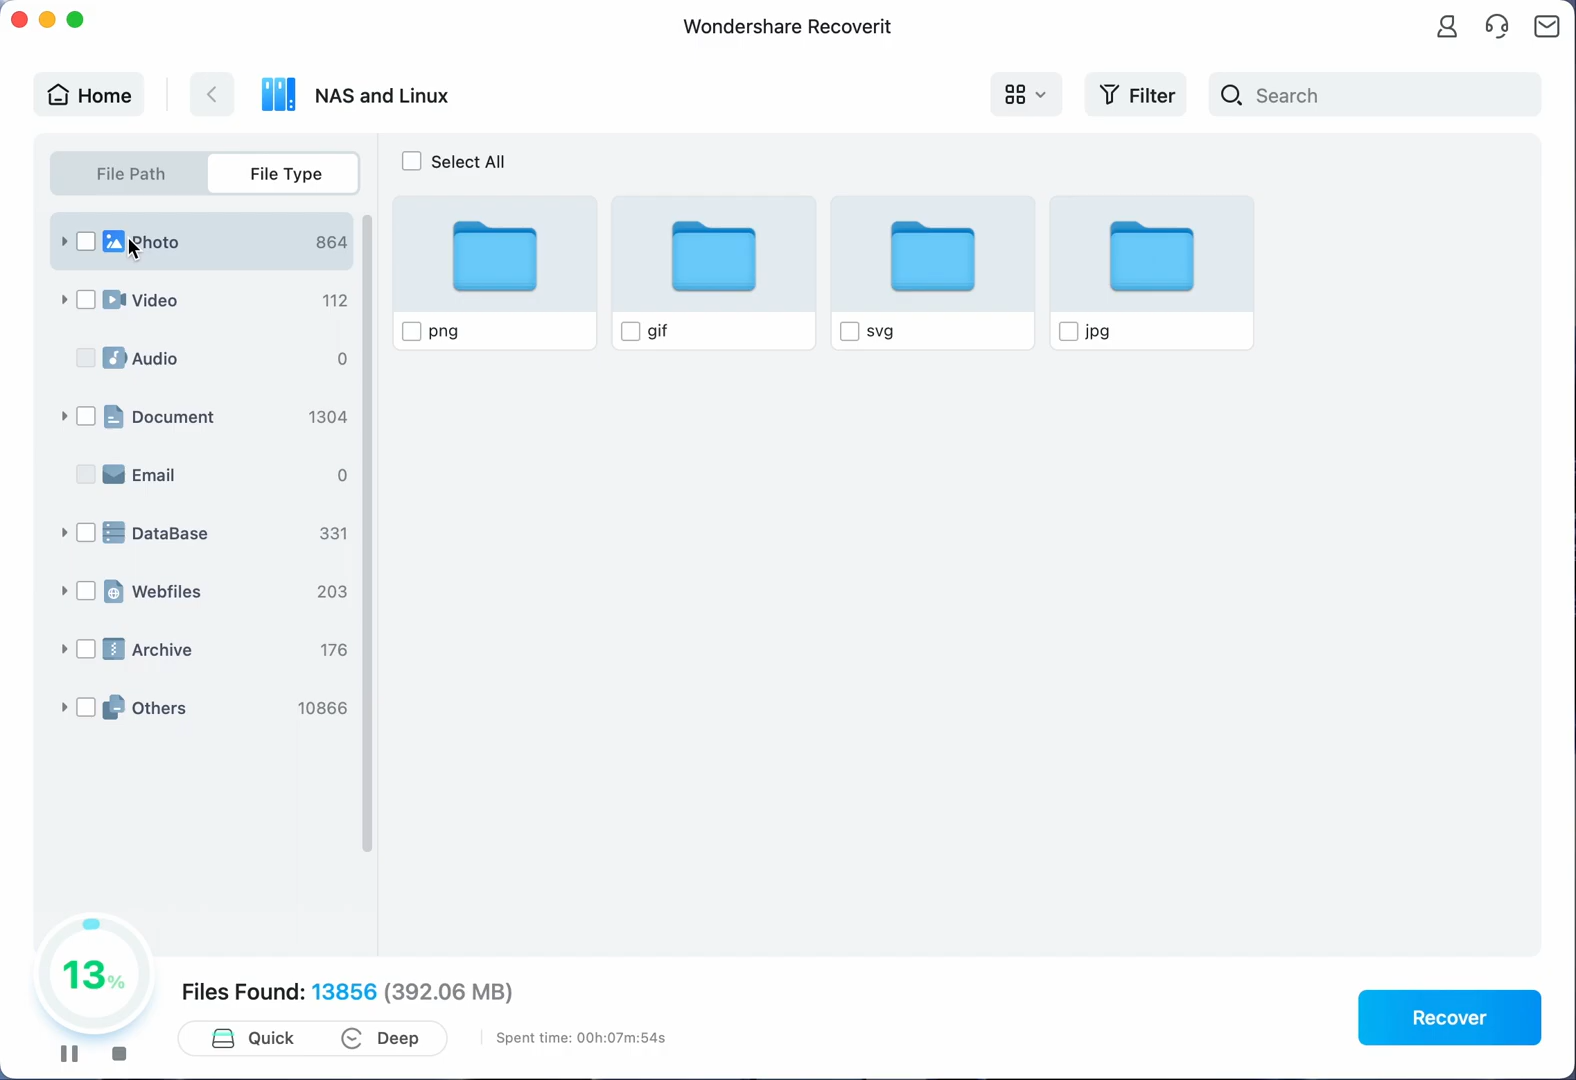 Wondershare Recoverit
Home
NAS and Linux
Filter
Search
File Path
File Type
Select All
Photo 864
Video 112
Audio 0
Document 1304
Email 0
DataBase 331
Webfiles 203
Archive 176
Others 10866
png
gif
svg
jpg
13%
Files Found: 13856 (392.06 MB)
Quick
Deep
Spent time: 00h:07m:54s
Recover